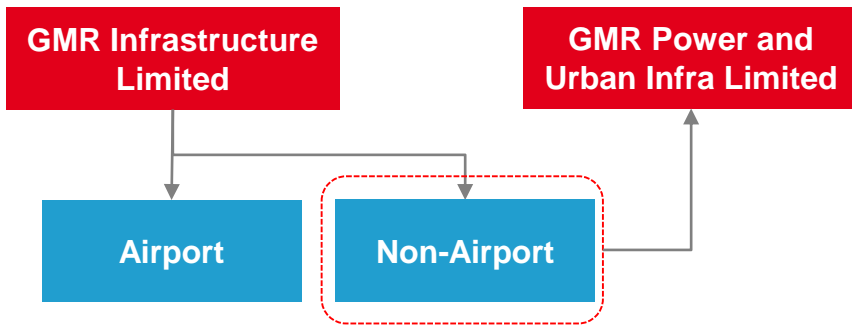 GMR Infrastructure
Limited
GMR Power and
Urban Infra Limited
Airport
Non-Airport